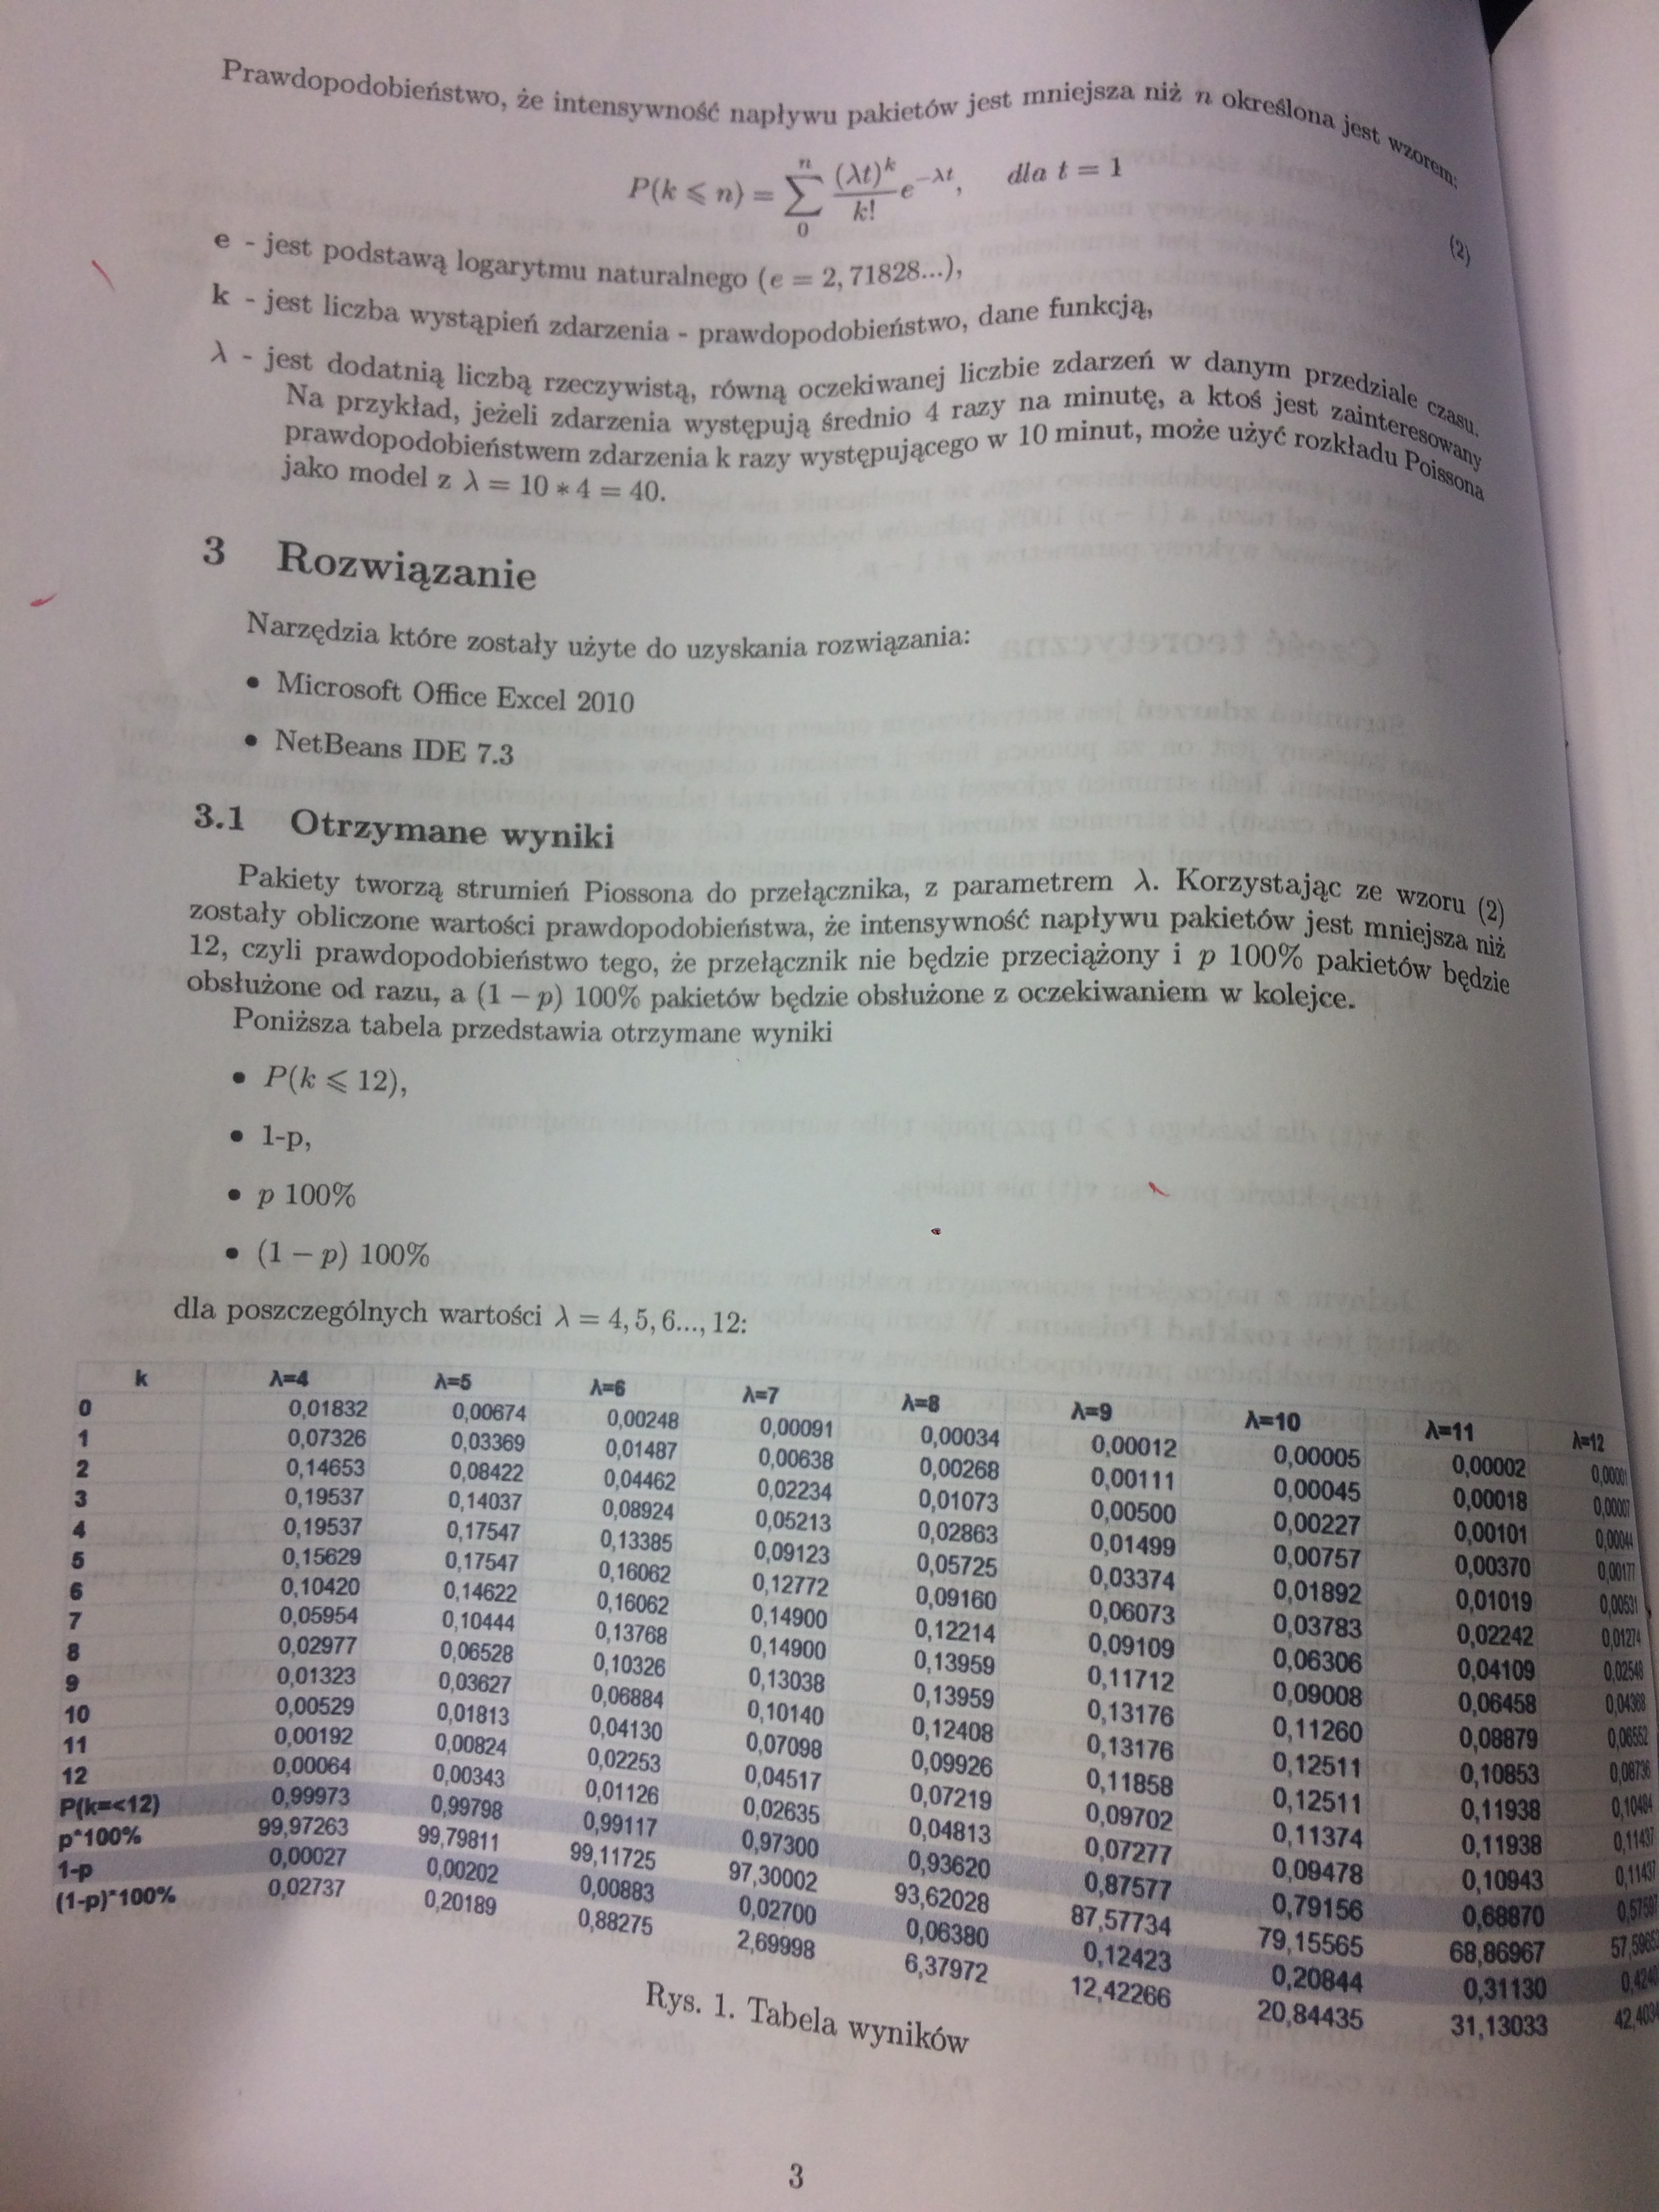 Prawdopodobieństwo, że intensywność napływu pakietów jest mniejsza niż n określona jest wzorem:
P(k ⩽ n) = ∑ (λt)^k / k! e^{-λt}, dla t = 1
n
0
(2)
e - jest podstawą logarytmu naturalnego (e = 2, 71828...),
k - jest liczba wystąpień zdarzenia - prawdopodobieństwo, dane funkcją,
λ - jest dodatnią liczbą rzeczywistą, równą oczekiwanej liczbie zdarzeń w danym przedziale czasu.
Na przykład, jeżeli zdarzenia występują średnio 4 razy na minutę, a ktoś jest zainteresowany
prawdopodobieństwem zdarzenia k razy występującego w 10 minut, może użyć rozkładu Poissona
jako model z λ = 10 * 4 = 40.
3 Rozwiązanie
Narzędzia które zostały użyte do uzyskania rozwiązania:
• Microsoft Office Excel 2010
• NetBeans IDE 7.3
3.1 Otrzymane wyniki
Pakiety tworzą strumień Piossona do przełącznika, z parametrem λ. Korzystając ze wzoru (2)
zostały obliczone wartości prawdopodobieństwa, że intensywność napływu pakietów jest mniejsza niż
12, czyli prawdopodobieństwo tego, że przełącznik nie będzie przeciążony i p 100% pakietów będzie
obsłużone od razu, a (1 − p) 100% pakietów będzie obsłużone z oczekiwaniem w kolejce.
Poniższa tabela przedstawia otrzymane wyniki
• P(k ⩽ 12),
• 1-p,
• p 100%
• (1 − p) 100%
dla poszczególnych wartości λ = 4, 5, 6..., 12:
k λ=4 λ=5 λ=6 λ=7 λ=8 λ=9 λ=10 λ=11 λ=12
0 0,01832 0,00674 0,00248 0,00091 0,00034 0,00012 0,00005 0,00002 0,00001
1 0,07326 0,03369 0,01487 0,00638 0,00268 0,00111 0,00045 0,00018 0,00007
2 0,14653 0,08422 0,04462 0,02234 0,01073 0,00500 0,00227 0,00101 0,00044
3 0,19537 0,14037 0,08924 0,05213 0,02863 0,01499 0,00757 0,00370 0,00177
4 0,19537 0,17547 0,13385 0,09123 0,05725 0,03374 0,01892 0,01019 0,00531
5 0,15629 0,17547 0,16062 0,12772 0,09160 0,06073 0,03783 0,02242 0,01274
6 0,10420 0,14622 0,16062 0,14900 0,12214 0,09109 0,06306 0,04109 0,02548
7 0,05954 0,10444 0,13768 0,14900 0,13959 0,11712 0,09008 0,06458 0,04368
8 0,02977 0,06528 0,10326 0,13038 0,13959 0,13176 0,11260 0,08879 0,06552
9 0,01323 0,03627 0,06884 0,10140 0,12408 0,13176 0,12511 0,10853 0,08736
10 0,00529 0,01813 0,04130 0,07098 0,09926 0,11858 0,12511 0,11938 0,10484
11 0,00192 0,00824 0,02253 0,04517 0,07219 0,09702 0,11374 0,11938 0,11437
12 0,00064 0,00343 0,01126 0,02635 0,04813 0,07277 0,09478 0,10943 0,11437
P(k=<12) 0,99973 0,99798 0,99117 0,97300 0,93620 0,87577 0,79156 0,68870
p*100% 99,97263 99,79811 99,11725 97,30002 93,62028 87,57734 79,15565 68,86967
1-p 0,00027 0,00202 0,00883 0,02700 0,06380 0,12423 0,20844 0,31130
(1-p)*100% 0,02737 0,20189 0,88275 2,69998 6,37972 12,42266 20,84435 31,13033
Rys. 1. Tabela wyników
3